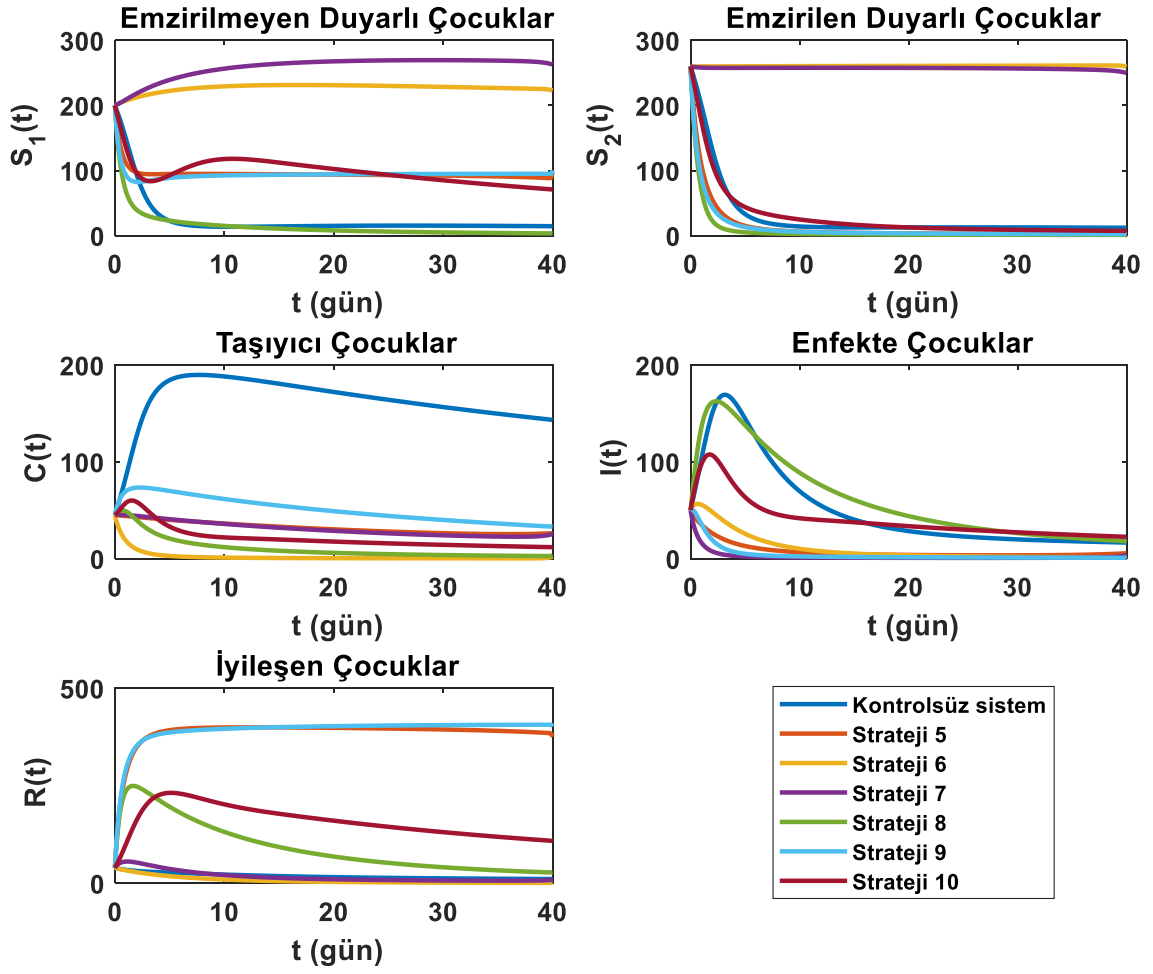 Emzirilmeyen Duyarlı Çocuklar
300
200
100
0
S1(t)
0 10 20 30 40
t (gün)
Emzirilen Duyarlı Çocuklar
300
200
100
0
S2(t)
0 10 20 30 40
t (gün)
Taşıyıcı Çocuklar
200
100
0
C(t)
0 10 20 30 40
t (gün)
Enfekte Çocuklar
200
100
0
I(t)
0 10 20 30 40
t (gün)
İyileşen Çocuklar
500
0
R(t)
0 10 20 30 40
t (gün)
Kontrolsüz sistem
Strateji 5
Strateji 6
Strateji 7
Strateji 8
Strateji 9
Strateji 10